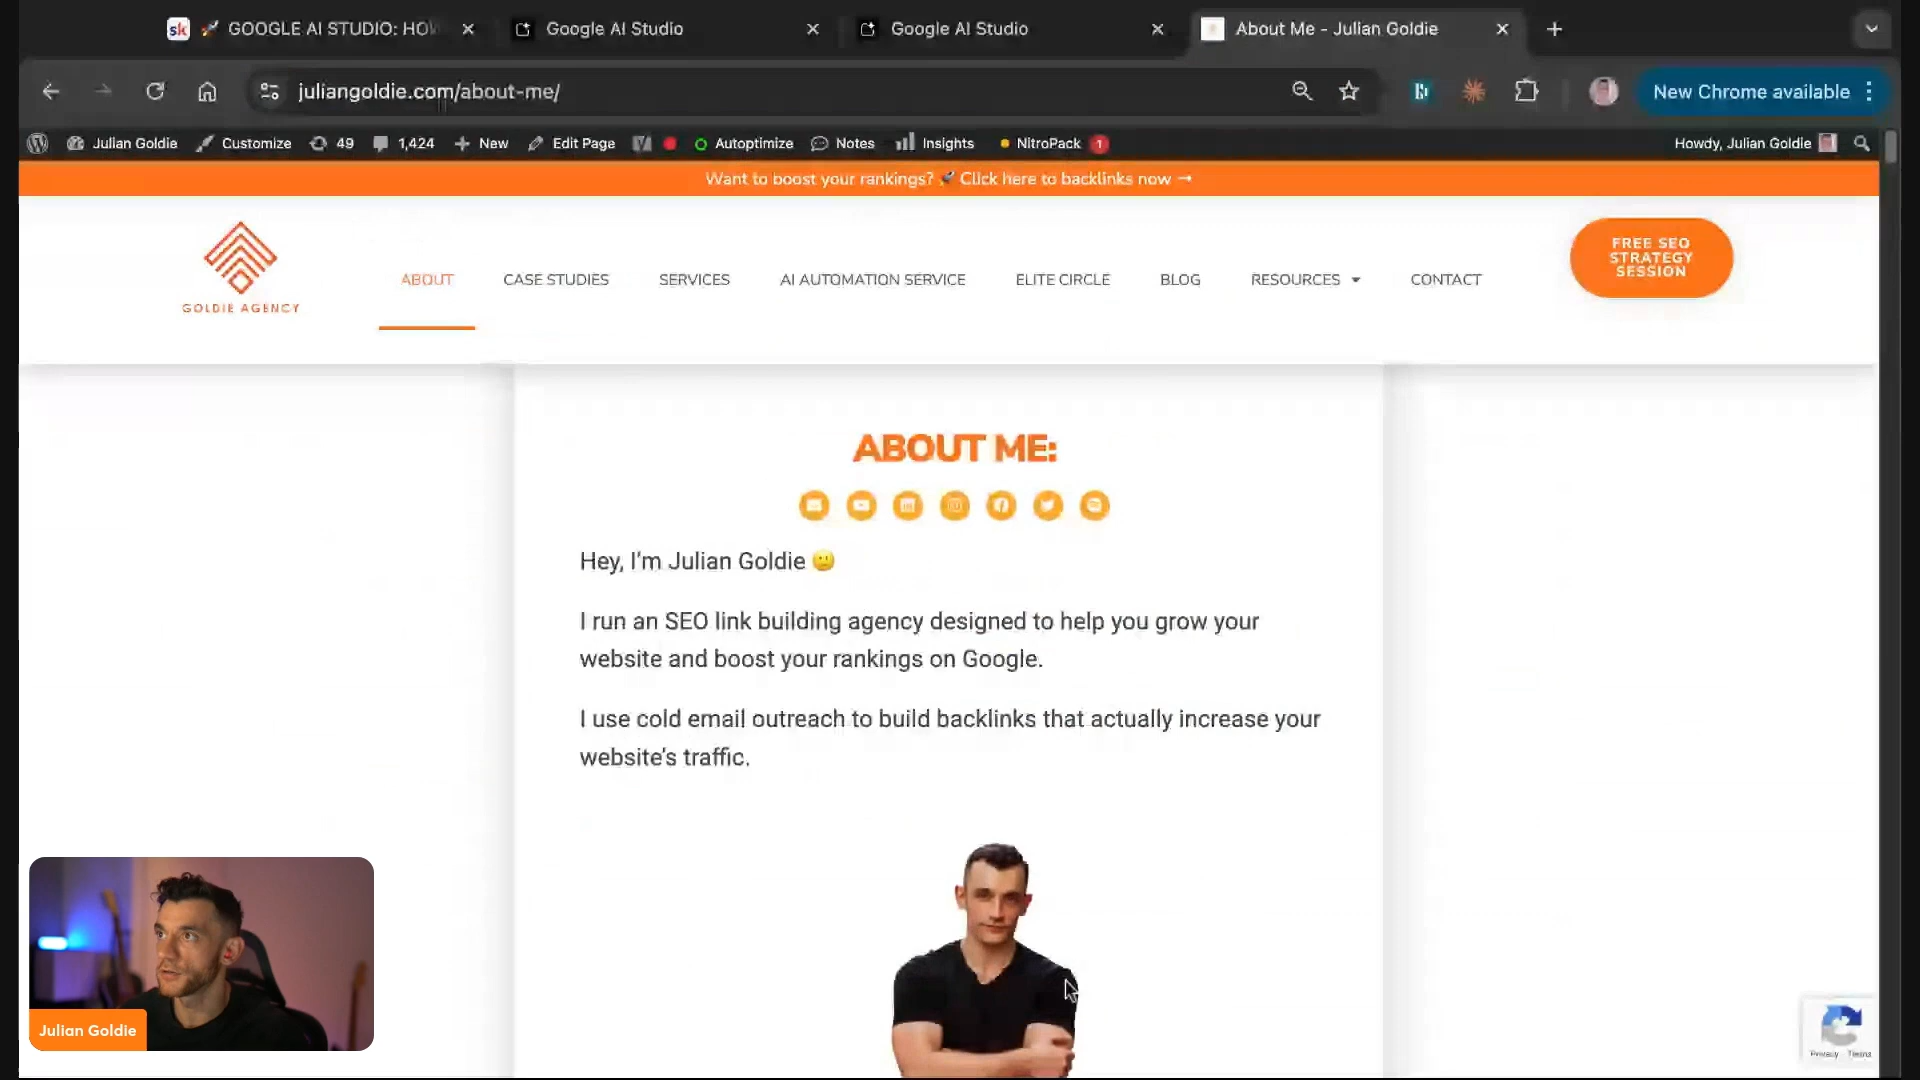 GOOGLE AI STUDIO: HOW
Google AI Studio
Google AI Studio
About Me - Julian Goldie
juliangoldie.com/about-me/
New Chrome available
Julian Goldie
Customize
49
1,424
New
Edit Page
Autoptimize
Notes
Insights
NitroPack
1
Howdy, Julian Goldie
Want to boost your rankings? 🚀 Click here to backlinks now →
GOLDIE AGENCY
ABOUT
CASE STUDIES
SERVICES
AI AUTOMATION SERVICE
ELITE CIRCLE
BLOG
RESOURCES
CONTACT
FREE SEO
STRATEGY
SESSION
ABOUT ME:
Hey, I'm Julian Goldie 🙂
I run an SEO link building agency designed to help you grow your
website and boost your rankings on Google.
I use cold email outreach to build backlinks that actually increase your
website's traffic.
Julian Goldie
Privacy - Terms